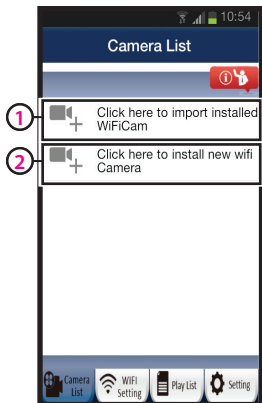 10:54
Camera List
1
Click here to import installed
WiFiCam
2
Click here to install new wifi
Camera
Camera
List
WIFI
Setting
Play List
Setting